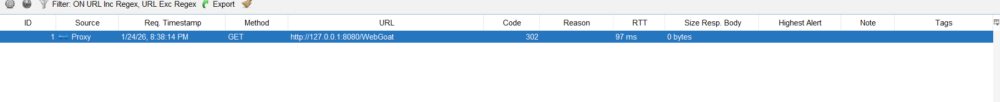 Filter: ON URL Inc Regex, URL Exc Regex Export
ID Source Req. Timestamp Method URL Code Reason RTT Size Resp. Body Highest Alert Note Tags
1 Proxy 1/24/26, 8:38:14 PM GET http://127.0.0.1:8080/WebGoat 302 97 ms 0 bytes